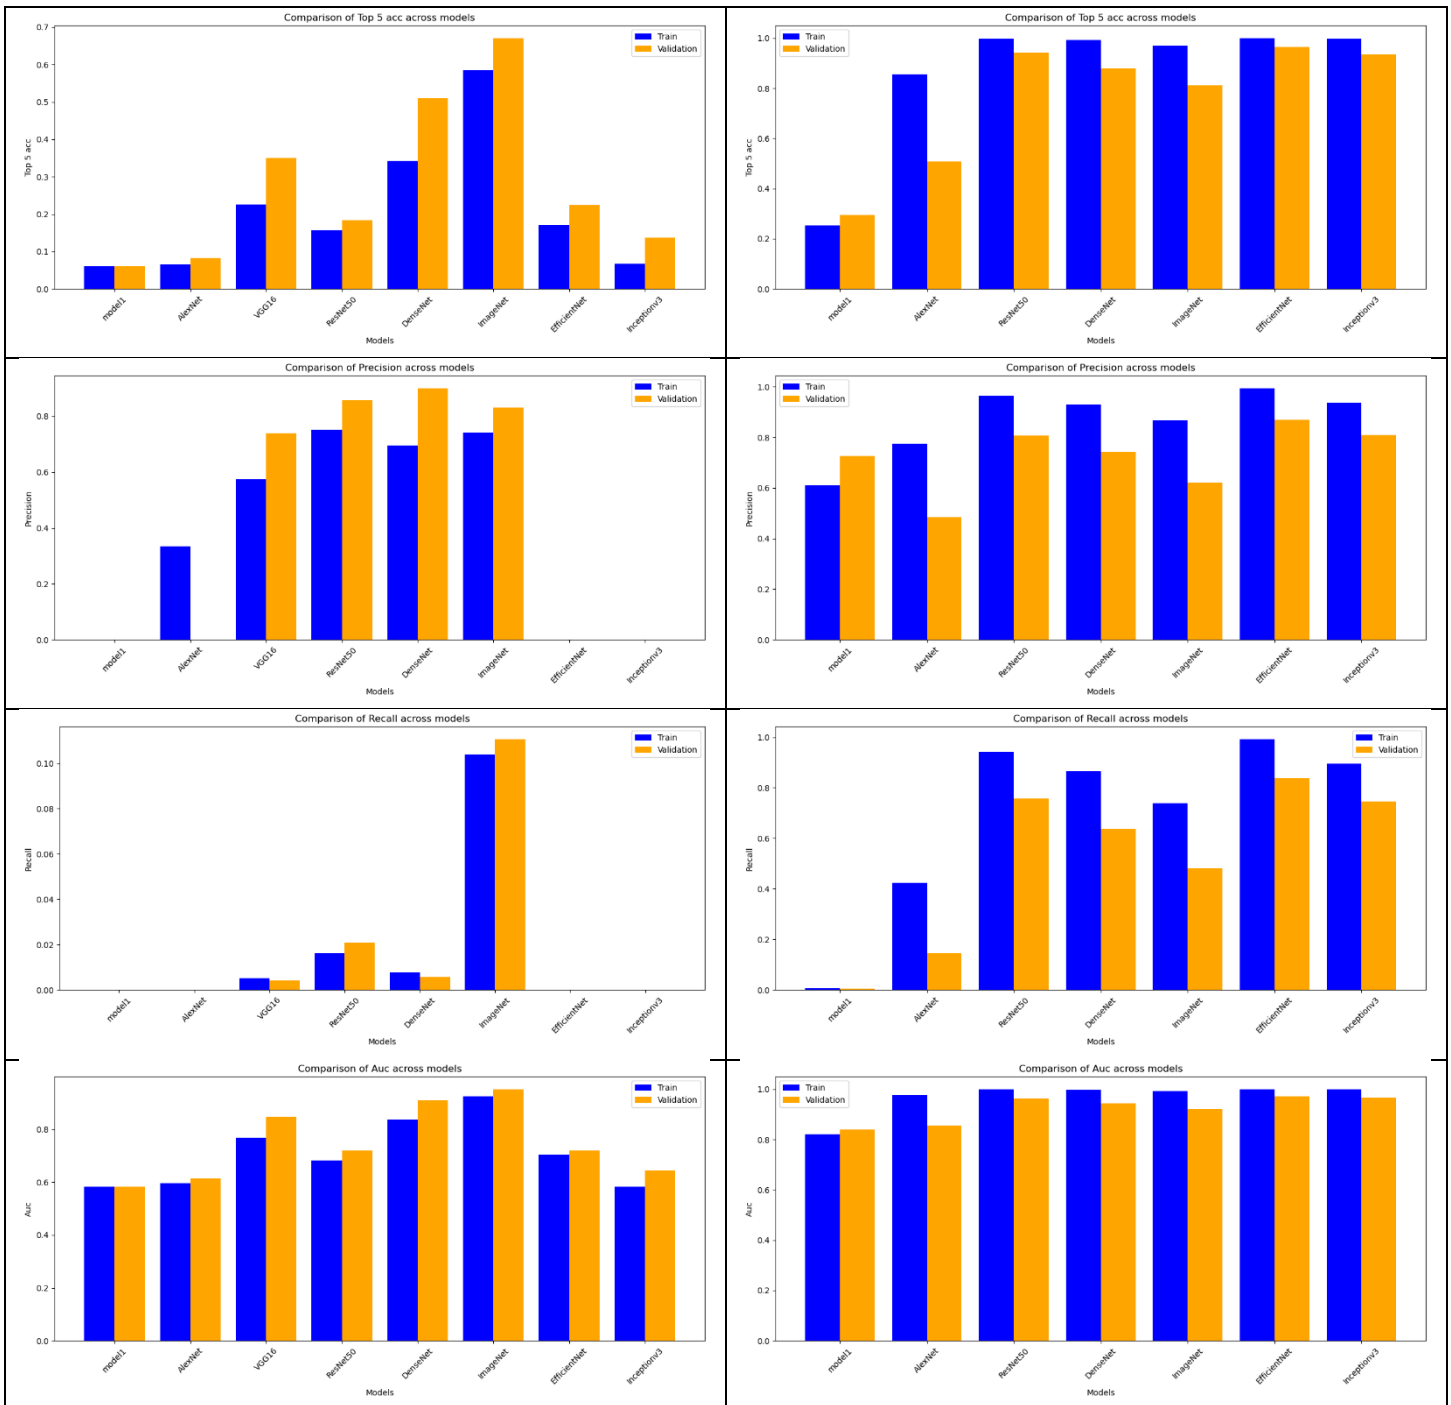 Comparison of Top 5 acc across models
Train
Validation
Top 5 acc
0.7
0.6
0.5
0.4
0.3
0.2
0.1
0.0
model1
AlexNet
VGG16
ResNet50
DenseNet
ImageNet
EfficientNet
Inceptionv3
Models
Comparison of Top 5 acc across models
Train
Validation
Top 5 acc
1.0
0.8
0.6
0.4
0.2
0.0
model1
AlexNet
ResNet50
DenseNet
ImageNet
EfficientNet
Inceptionv3
Models
Comparison of Precision across models
Train
Validation
Precision
0.8
0.6
0.4
0.2
0.0
model1
AlexNet
VGG16
ResNet50
DenseNet
ImageNet
EfficientNet
Inceptionv3
Models
Comparison of Precision across models
Train
Validation
Precision
1.0
0.8
0.6
0.4
0.2
0.0
model1
AlexNet
ResNet50
DenseNet
ImageNet
EfficientNet
Inceptionv3
Models
Comparison of Recall across models
Train
Validation
Recall
0.10
0.08
0.06
0.04
0.02
0.00
model1
AlexNet
VGG16
ResNet50
DenseNet
ImageNet
EfficientNet
Inceptionv3
Models
Comparison of Recall across models
Train
Validation
Recall
1.0
0.8
0.6
0.4
0.2
0.0
model1
AlexNet
ResNet50
DenseNet
ImageNet
EfficientNet
Inceptionv3
Models
Comparison of Auc across models
Train
Validation
Auc
0.8
0.6
0.4
0.2
0.0
model1
AlexNet
VGG16
ResNet50
DenseNet
ImageNet
EfficientNet
Inceptionv3
Models
Comparison of Auc across models
Train
Validation
Auc
1.0
0.8
0.6
0.4
0.2
0.0
model1
AlexNet
ResNet50
DenseNet
ImageNet
EfficientNet
Inceptionv3
Models